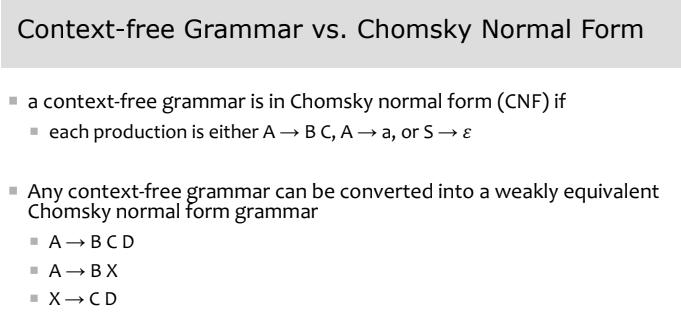 Context-free Grammar vs. Chomsky Normal Form
a context-free grammar is in Chomsky normal form (CNF) if
each production is either A → B C, A → a, or S → ε
Any context-free grammar can be converted into a weakly equivalent
Chomsky normal form grammar
A → B C D
A → B X
X → C D